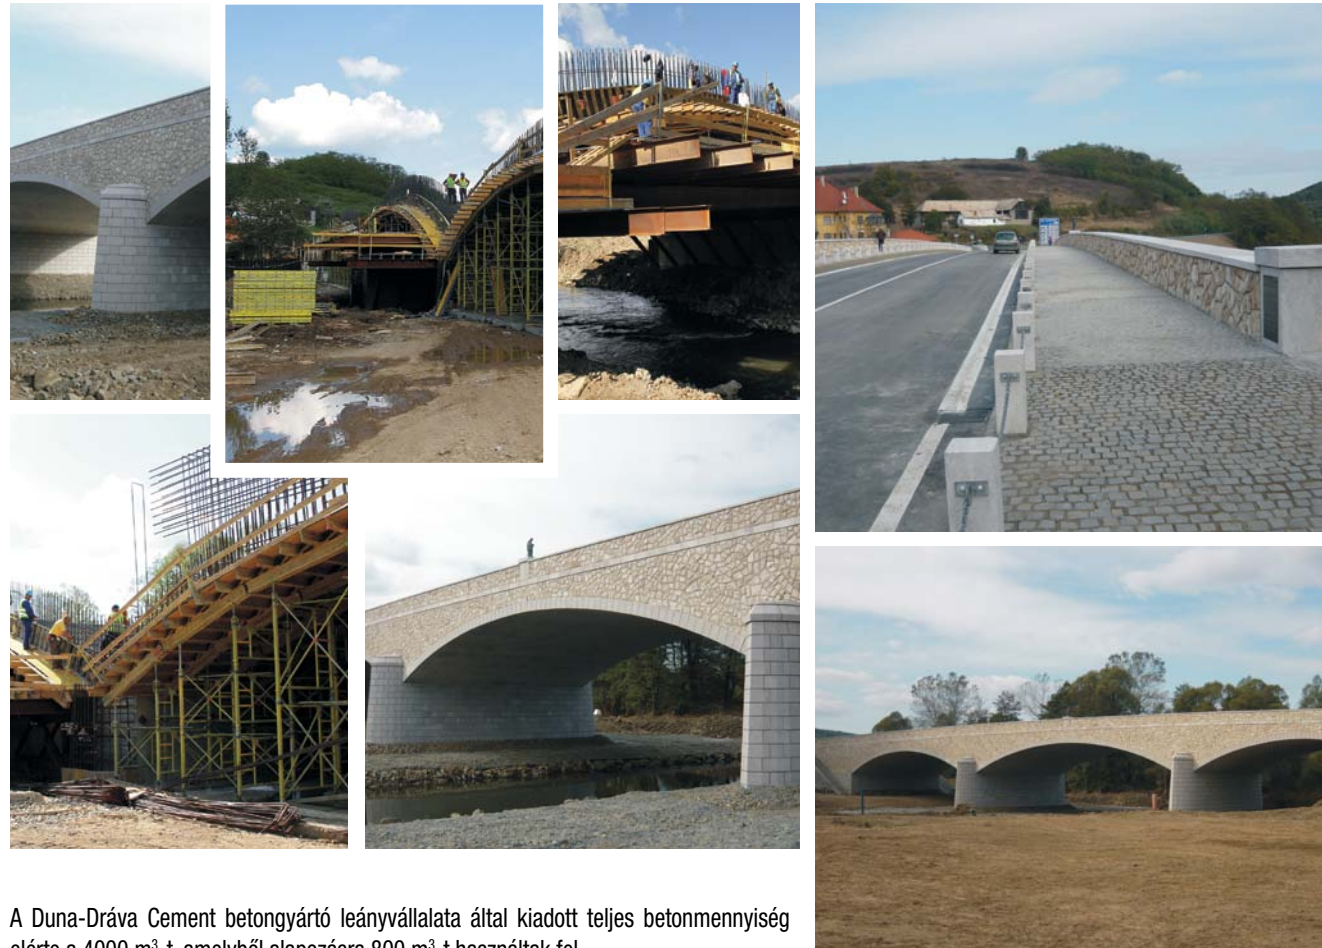 A Duna-Dráva Cement betongyártó leányvállalata által kiadott teljes betonmennyiség
elérte a 4000 m³-t, amelyből alapozásra 800 m³-t használtak fel.